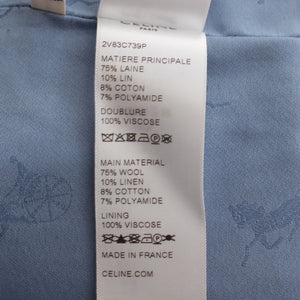 CELINE
PARIS
2V83C739P
MATIERE PRINCIPALE
75% LAINE
10% LIN
8% COTON
7% POLYAMIDE
DOUBLURE
100% VISCOSE
MAIN MATERIAL
75% WOOL
10% LINEN
8% COTTON
7% POLYAMIDE
LINING
100% VISCOSE
MADE IN FRANCE
CELINE.COM